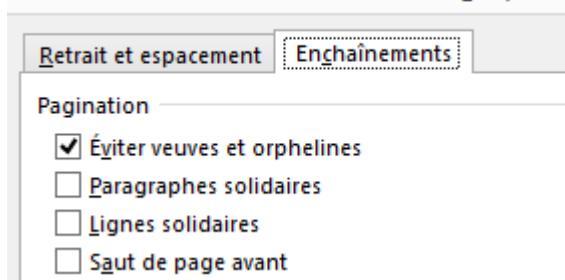 Retrait et espacement Enchaînements
Pagination
Éviter veuves et orphelines
Paragraphes solidaires
Lignes solidaires
Saut de page avant